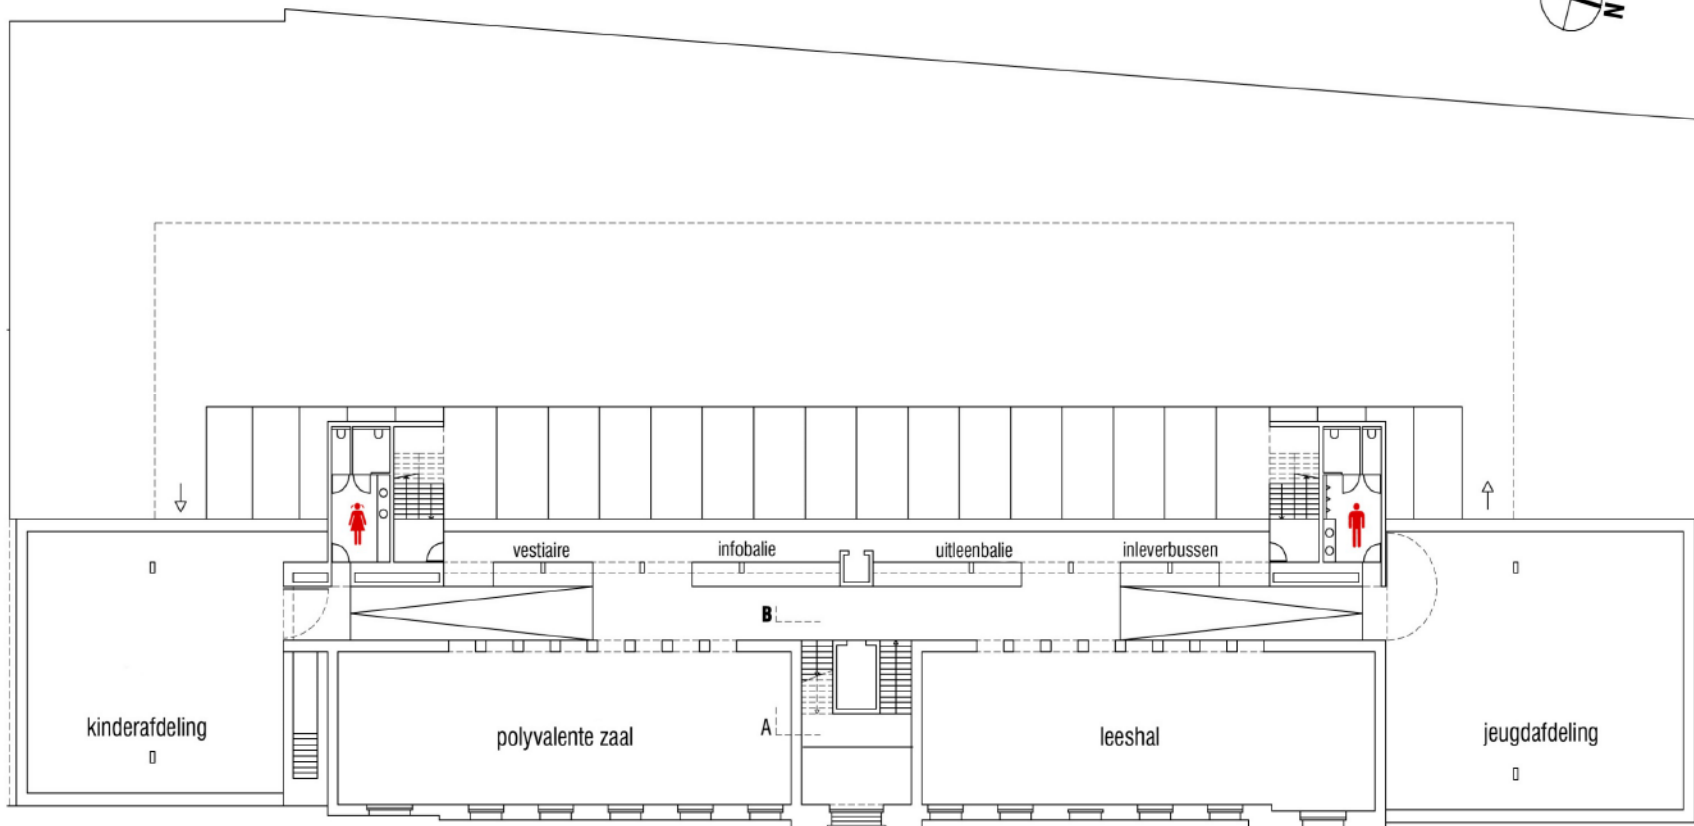 N
vestiaire
infobalie
uitleenbalie
inleverbussen
B
kinderafdeling
polyvalente zaal
A
leeshal
jeugdafdeling